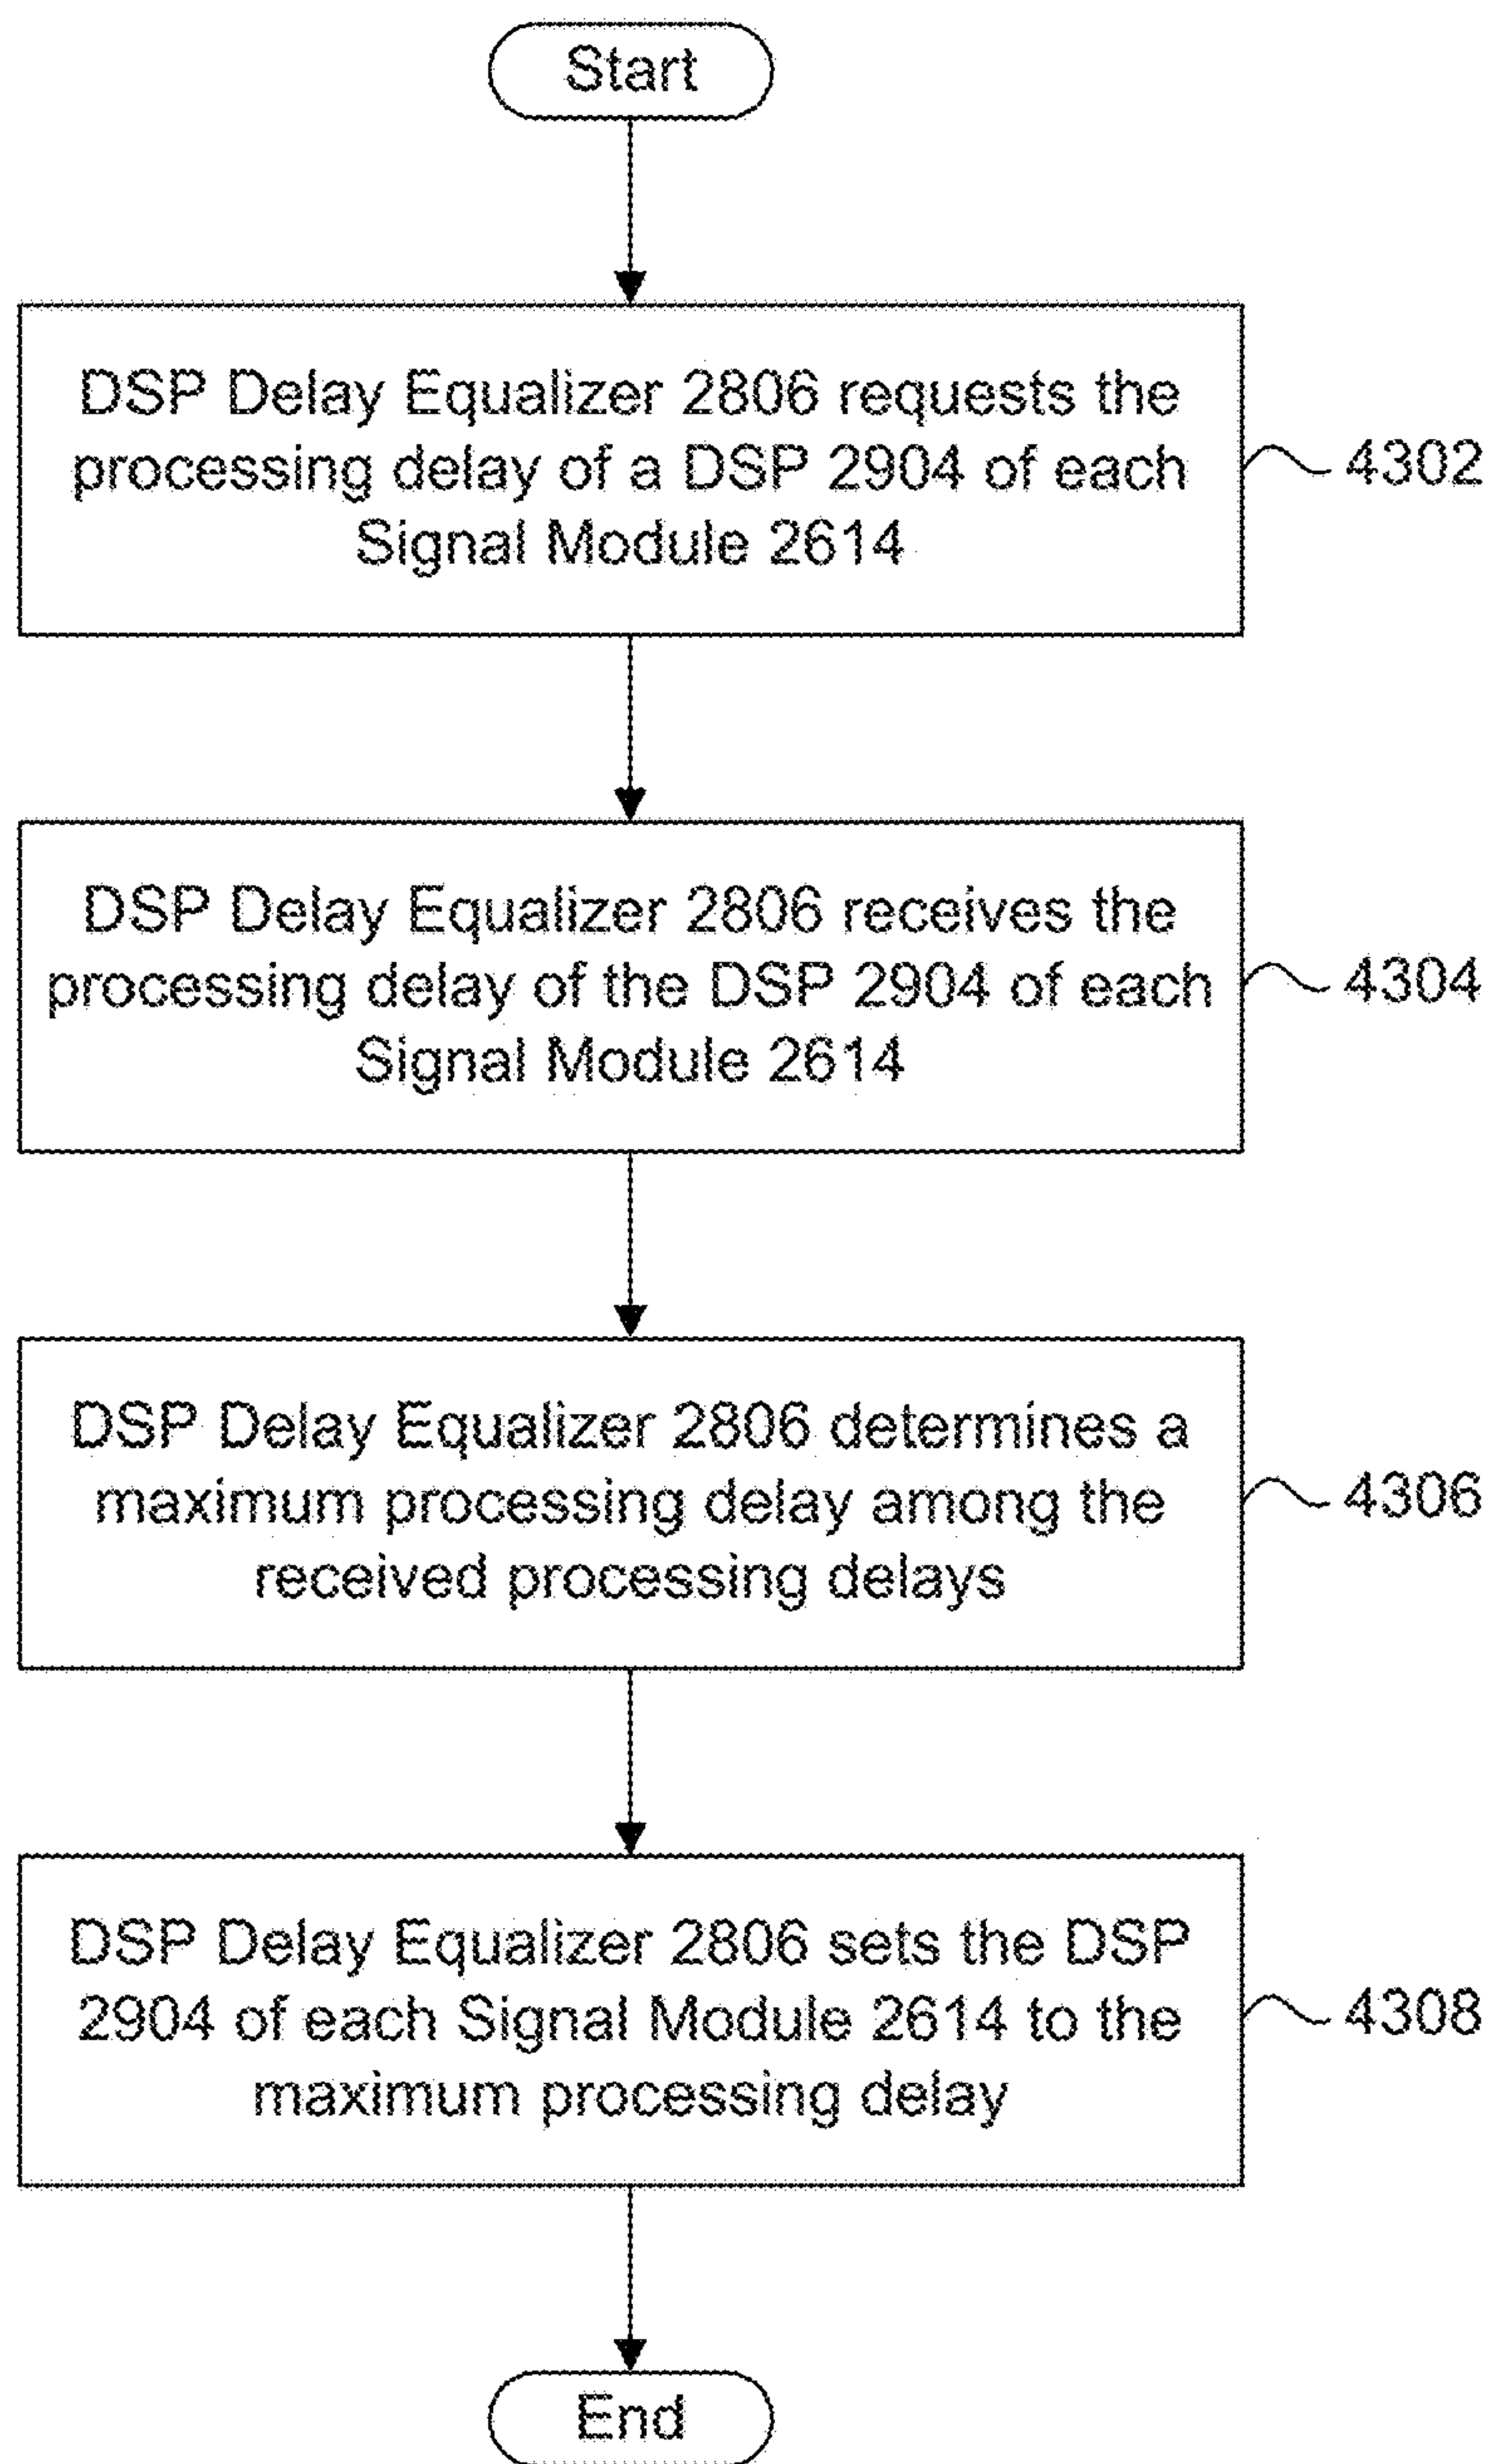 Start
DSP Delay Equalizer 2806 requests the
processing delay of a DSP 2904 of each
Signal Module 2614
4302
DSP Delay Equalizer 2806 receives the
processing delay of the DSP 2904 of each
Signal Module 2614
4304
DSP Delay Equalizer 2806 determines a
maximum processing delay among the
received processing delays
4306
DSP Delay Equalizer 2806 sets the DSP
2904 of each Signal Module 2614 to the
maximum processing delay
4308
End